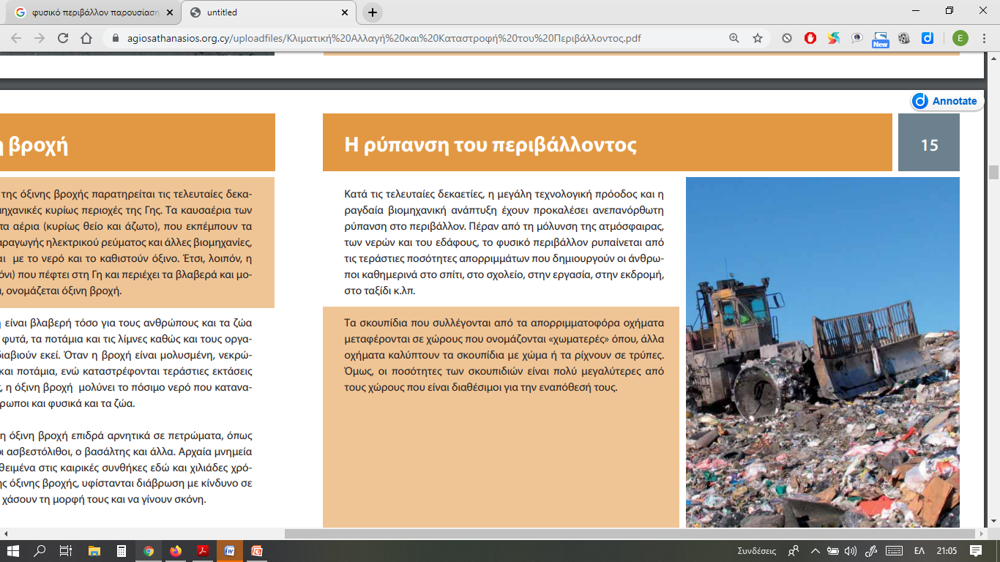 φυσικό περιβάλλον παρουσίαση
untitled
agiosathanasios.org.cy/uploadfiles/Κλιματική%20Αλλαγή%20και%20Καταστροφή%20του%20Περιβάλλοντος.pdf
New
E
Annotate
η βροχή
της όξινης βροχής παρατηρείται τις τελευταίες δεκα-
μηχανικές κυρίως περιοχές της Γης. Τα καυσαέρια των
τα αέρια (κυρίως θείο και άζωτο), που εκπέμπουν τα
αραγωγής ηλεκτρικού ρεύματος και άλλες βιομηχανίες,
αι με το νερό και το καθιστούν όξινο. Έτσι, λοιπόν, η
όνι) που πέφτει στη Γη και περιέχει τα βλαβερά και μο-
ι, ονομάζεται όξινη βροχή.
η είναι βλαβερή τόσο για τους ανθρώπους και τα ζώα
φυτά, τα ποτάμια και τις λίμνες καθώς και τους οργα-
διαβιούν εκεί. Όταν η βροχή είναι μολυσμένη, νεκρώ-
και ποτάμια, ενώ καταστρέφονται τεράστιες εκτάσεις
ς, η όξινη βροχή μολύνει το πόσιμο νερό που κατανα-
ρωποι και φυσικά και τα ζώα.
η όξινη βροχή επιδρά αρνητικά σε πετρώματα, όπως
οι ασβεστόλιθοι, ο βασάλτης και άλλα. Αρχαία μνημεία
θειμένα στις καιρικές συνθήκες εδώ και χιλιάδες χρό-
ης όξινης βροχής, υφίστανται διάβρωση με κίνδυνο σε
χάσουν τη μορφή τους και να γίνουν σκόνη.
Η ρύπανση του περιβάλλοντος
15
Κατά τις τελευταίες δεκαετίες, η μεγάλη τεχνολογική πρόοδος και η
ραγδαία βιομηχανική ανάπτυξη έχουν προκαλέσει ανεπανόρθωτη
ρύπανση στο περιβάλλον. Πέραν από τη μόλυνση της ατμόσφαιρας,
των νερών και του εδάφους, το φυσικό περιβάλλον ρυπαίνεται από
τις τεράστιες ποσότητες απορριμμάτων που δημιουργούν οι άνθρω-
ποι καθημερινά στο σπίτι, στο σχολείο, στην εργασία, στην εκδρομή,
στο ταξίδι κ.λπ.
Τα σκουπίδια που συλλέγονται από τα απορριμματοφόρα οχήματα
μεταφέρονται σε χώρους που ονομάζονται «χωματερές» όπου, άλλα
οχήματα καλύπτουν τα σκουπίδια με χώμα ή τα ρίχνουν σε τρύπες.
Όμως, οι ποσότητες των σκουπιδιών είναι πολύ μεγαλύτερες από
τους χώρους που είναι διαθέσιμοι για την εναπόθεσή τους.
Συνδέσεις
ΕΛ
21:05